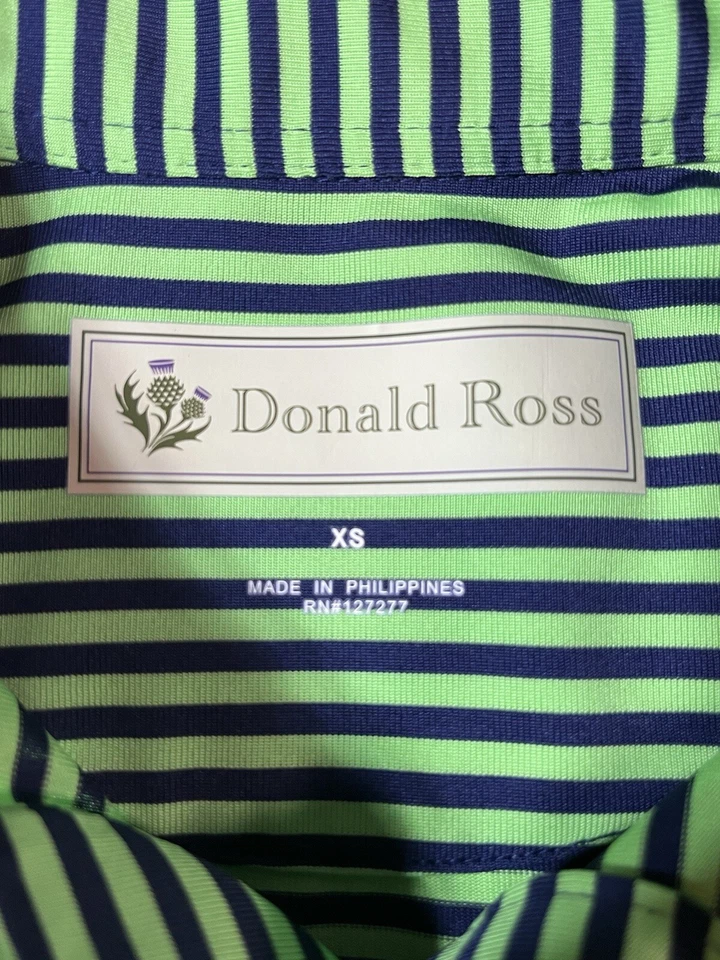 Donald Ross
XS
MADE IN PHILIPPINES
RN#127277